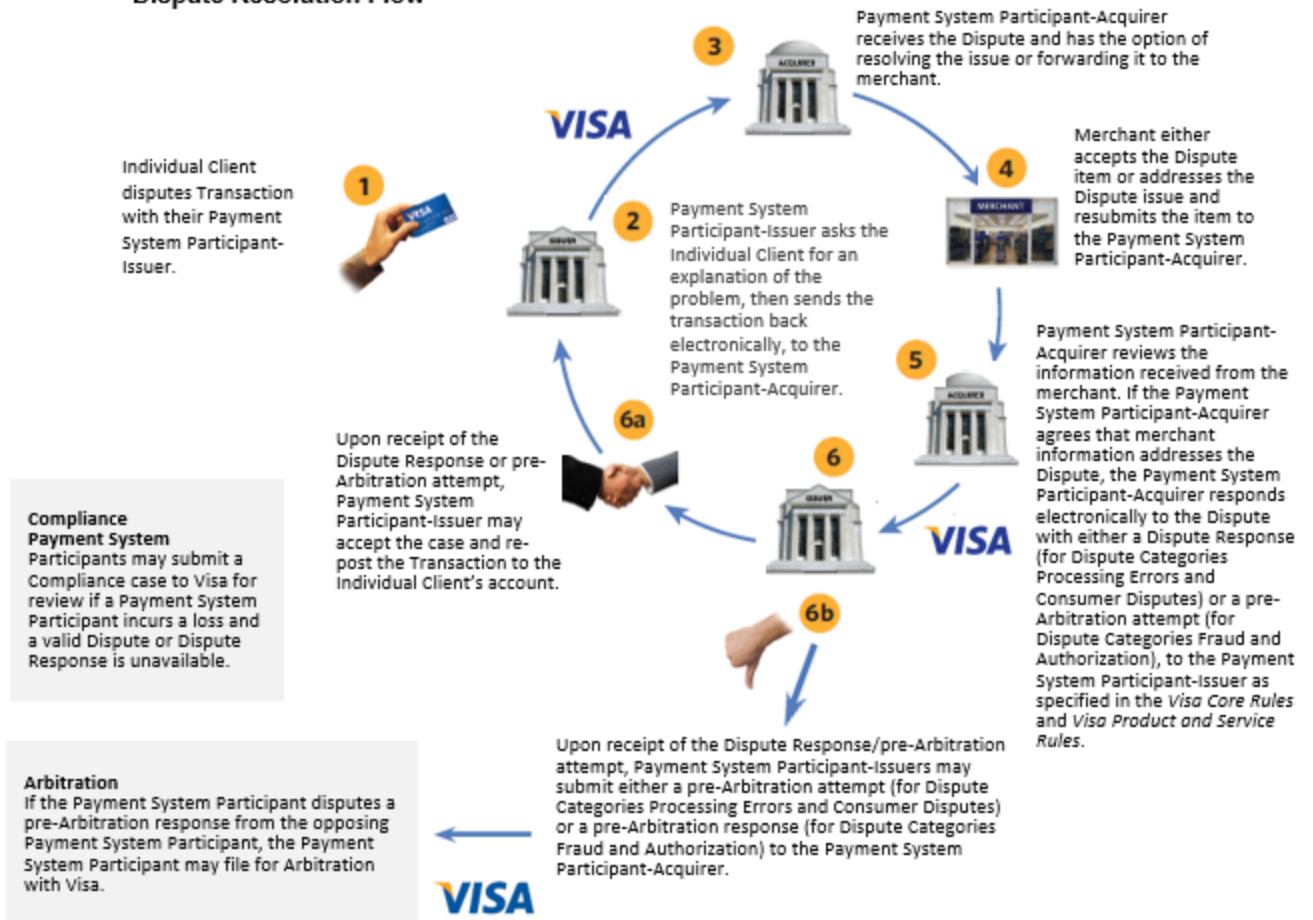 Dispute Resolution Flow
1
Individual Client
disputes Transaction
with their Payment
System Participant-
Issuer.
VISA
2
ISSUER
Payment System
Participant-Issuer asks the
Individual Client for an
explanation of the
problem, then sends the
transaction back
electronically, to the
Payment System
Participant-Acquirer.
VISA
3
ACQUIRER
Payment System Participant-Acquirer
receives the Dispute and has the option of
resolving the issue or forwarding it to the
merchant.
4
MERCHANT
Merchant either
accepts the Dispute
item or addresses the
Dispute issue and
resubmits the item to
the Payment System
Participant-Acquirer.
5
ACQUIRER
Payment System Participant-
Acquirer reviews the
information received from the
merchant. If the Payment
System Participant-Acquirer
agrees that merchant
information addresses the
Dispute, the Payment System
Participant-Acquirer responds
electronically to the Dispute
with either a Dispute Response
(for Dispute Categories
Processing Errors and
Consumer Disputes) or a pre-
Arbitration attempt (for
Dispute Categories Fraud and
Authorization), to the Payment
System Participant-Issuer as
specified in the Visa Core Rules
and Visa Product and Service
Rules.
VISA
6
ISSUER
6a
Upon receipt of the
Dispute Response or pre-
Arbitration attempt,
Payment System
Participant-Issuer may
accept the case and re-
post the Transaction to the
Individual Client's account.
6b
Upon receipt of the Dispute Response/pre-Arbitration
attempt, Payment System Participant-Issuers may
submit either a pre-Arbitration attempt (for Dispute
Categories Processing Errors and Consumer Disputes)
or a pre-Arbitration response (for Dispute Categories
Fraud and Authorization) to the Payment System
Participant-Acquirer.
VISA
Compliance
Payment System
Participants may submit a
Compliance case to Visa for
review if a Payment System
Participant incurs a loss and
a valid Dispute or Dispute
Response is unavailable.
Arbitration
If the Payment System Participant disputes a
pre-Arbitration response from the opposing
Payment System Participant, the Payment
System Participant may file for Arbitration
with Visa.